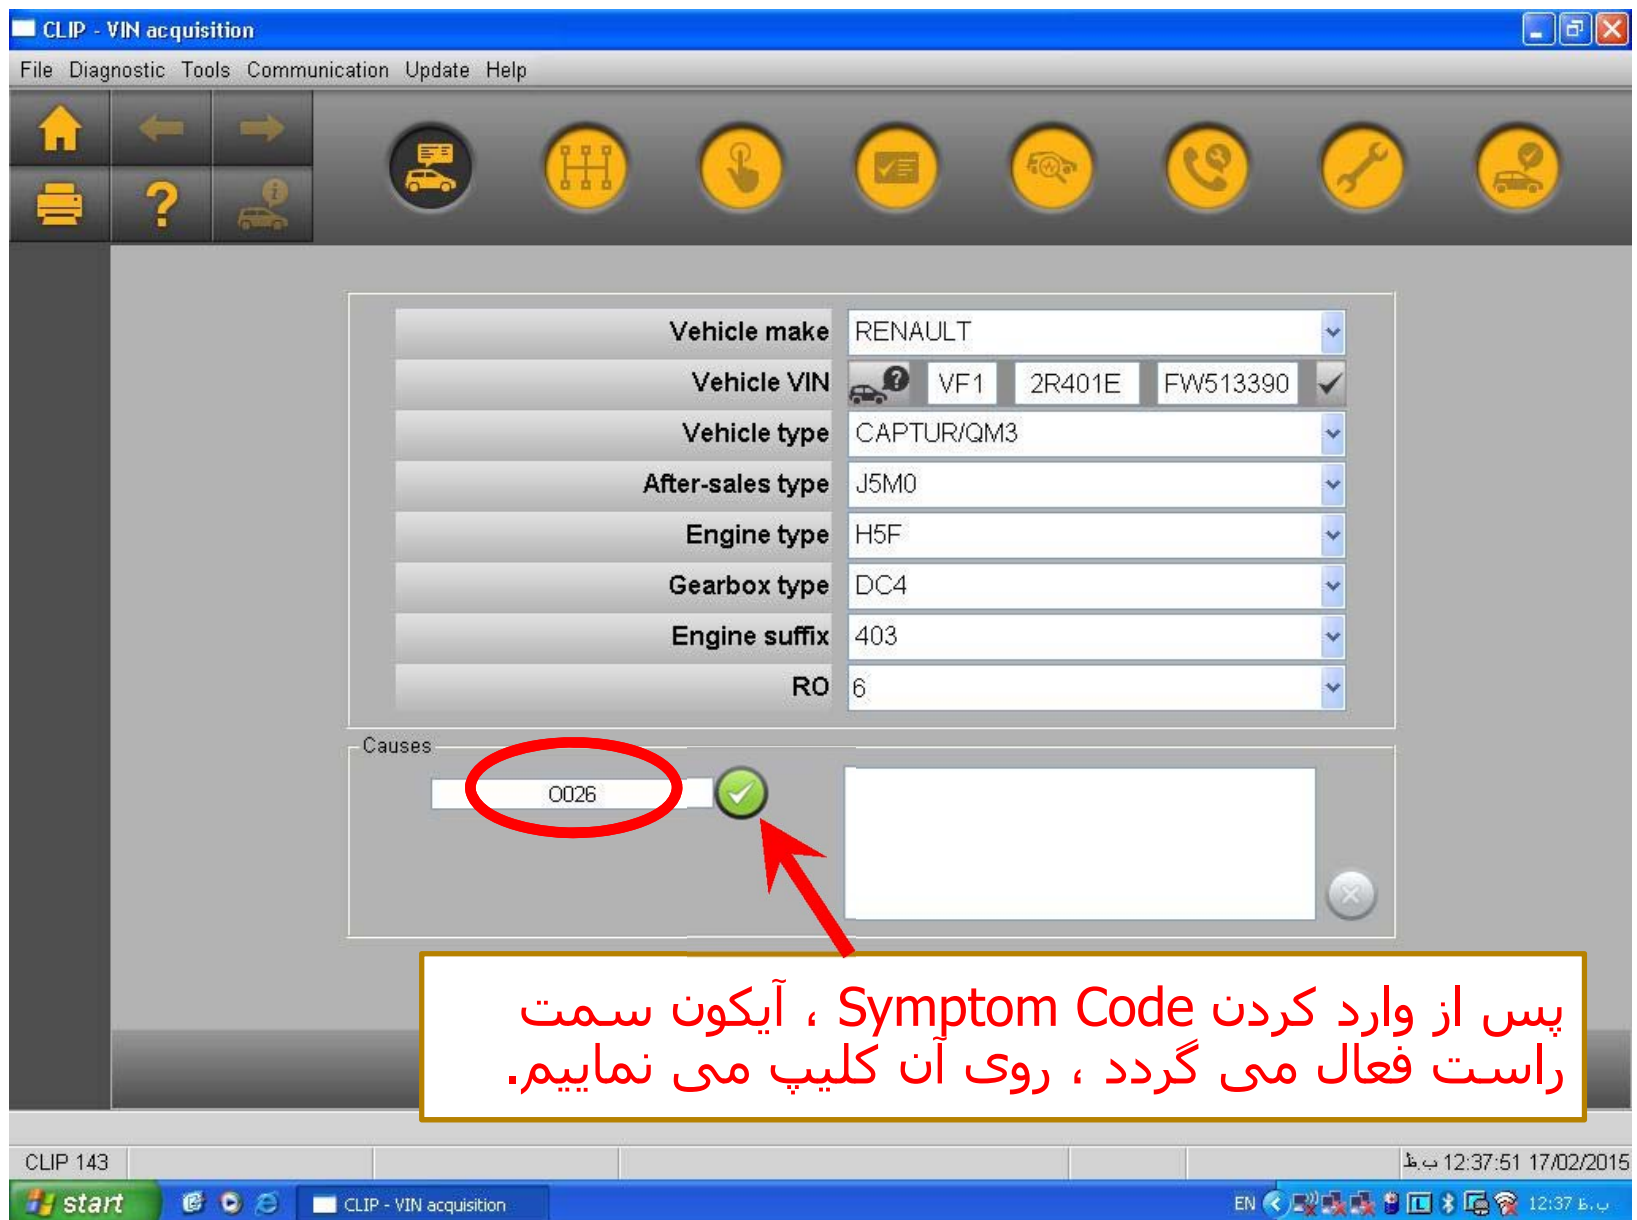 CLIP - VIN acquisition
File Diagnostic Tools Communication Update Help
Vehicle make RENAULT
Vehicle VIN VF1 2R401E FW513390
Vehicle type CAPTUR/QM3
After-sales type J5M0
Engine type H5F
Gearbox type DC4
Engine suffix 403
RO 6
Causes
O026
پس از وارد کردن Symptom Code ، آیکون سمت
راست فعال می گردد ، روی آن کلیپ می نماییم.
CLIP 143
ب.ظ 12:37:51 17/02/2015
start CLIP - VIN acquisition EN L 12:37 ب.ظ